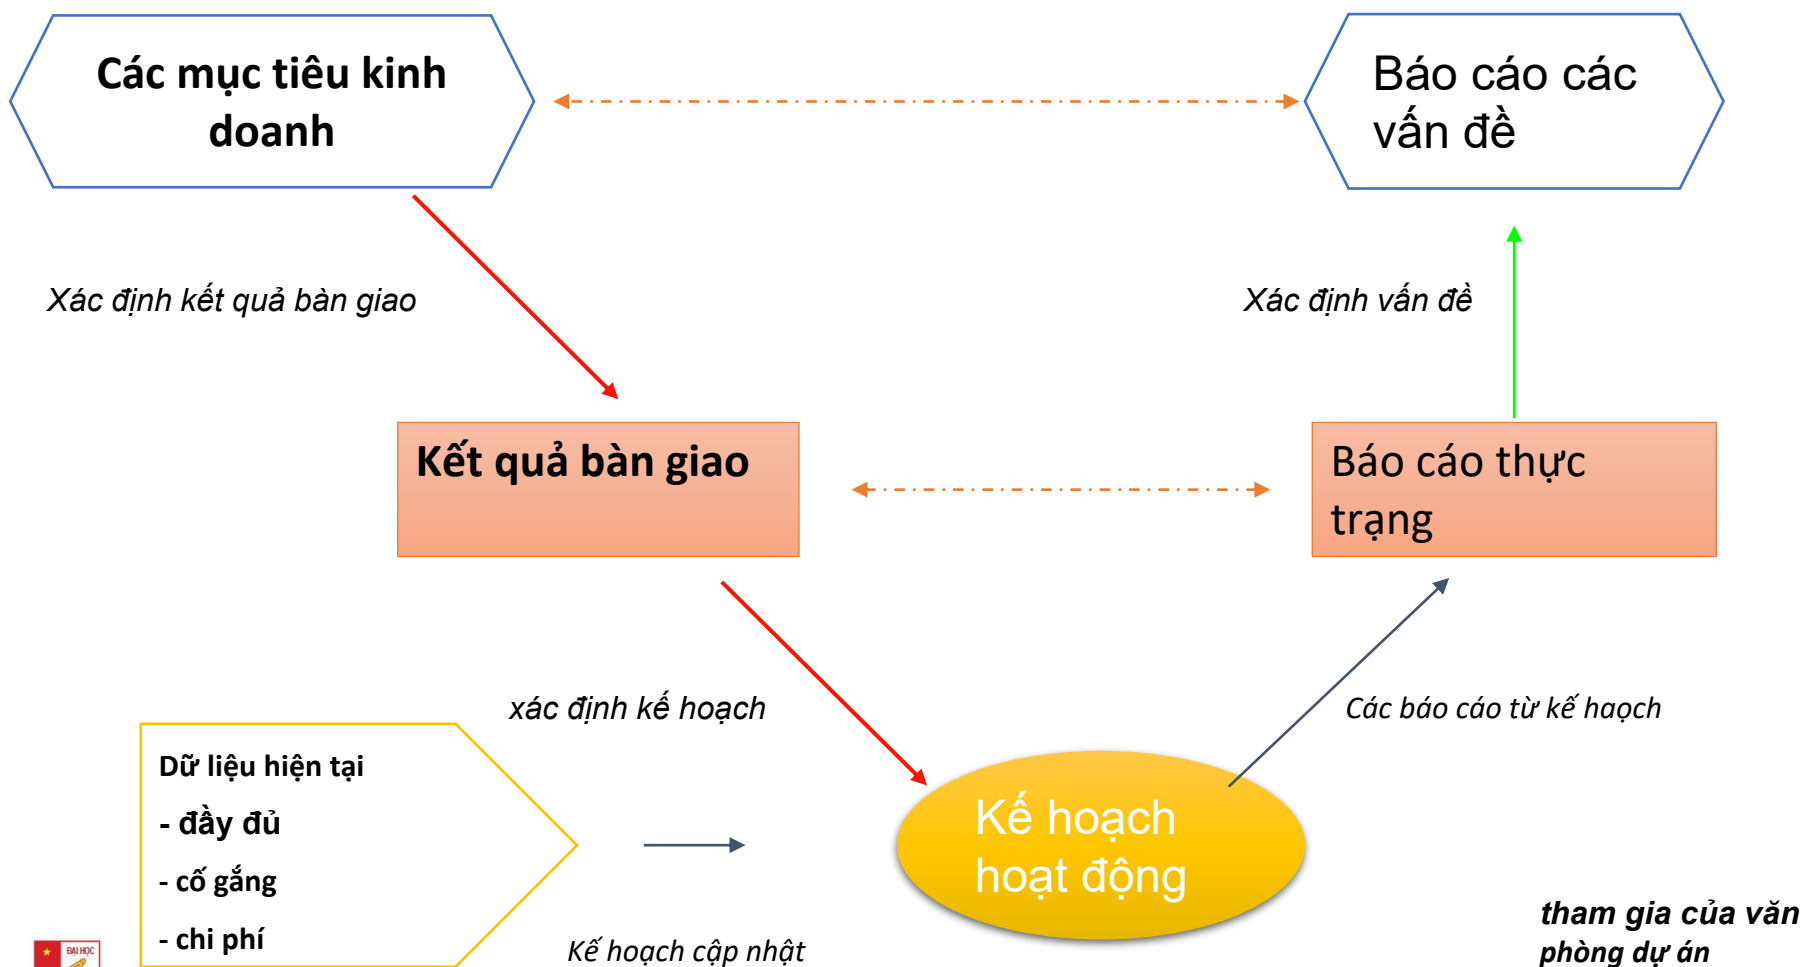 Các mục tiêu kinh
doanh
Báo cáo các
vấn đề
Xác định kết quả bàn giao
Xác định vấn đề
Kết quả bàn giao
Báo cáo thực
trạng
xác định kế hoạch
Các báo cáo từ kế haọch
Dữ liệu hiện tại
- đầy đủ
- cố gắng
- chi phí
Kế hoạch
hoạt động
Kế hoạch cập nhật
tham gia của văn
phòng dự án
ĐẠI HỌC